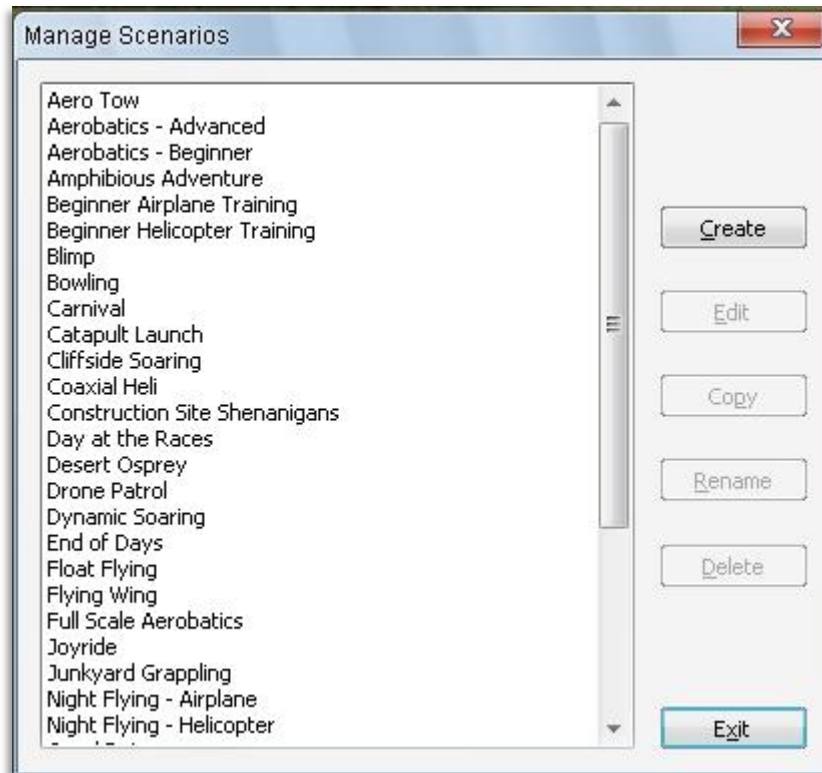 Manage Scenarios
Aero Tow
Aerobatics - Advanced
Aerobatics - Beginner
Amphibious Adventure
Beginner Airplane Training
Beginner Helicopter Training
Blimp
Bowling
Carnival
Catapult Launch
Cliffside Soaring
Coaxial Heli
Construction Site Shenanigans
Day at the Races
Desert Osprey
Drone Patrol
Dynamic Soaring
End of Days
Float Flying
Flying Wing
Full Scale Aerobatics
Joyride
Junkyard Grappling
Night Flying - Airplane
Night Flying - Helicopter
Create
Edit
Copy
Rename
Delete
Exit